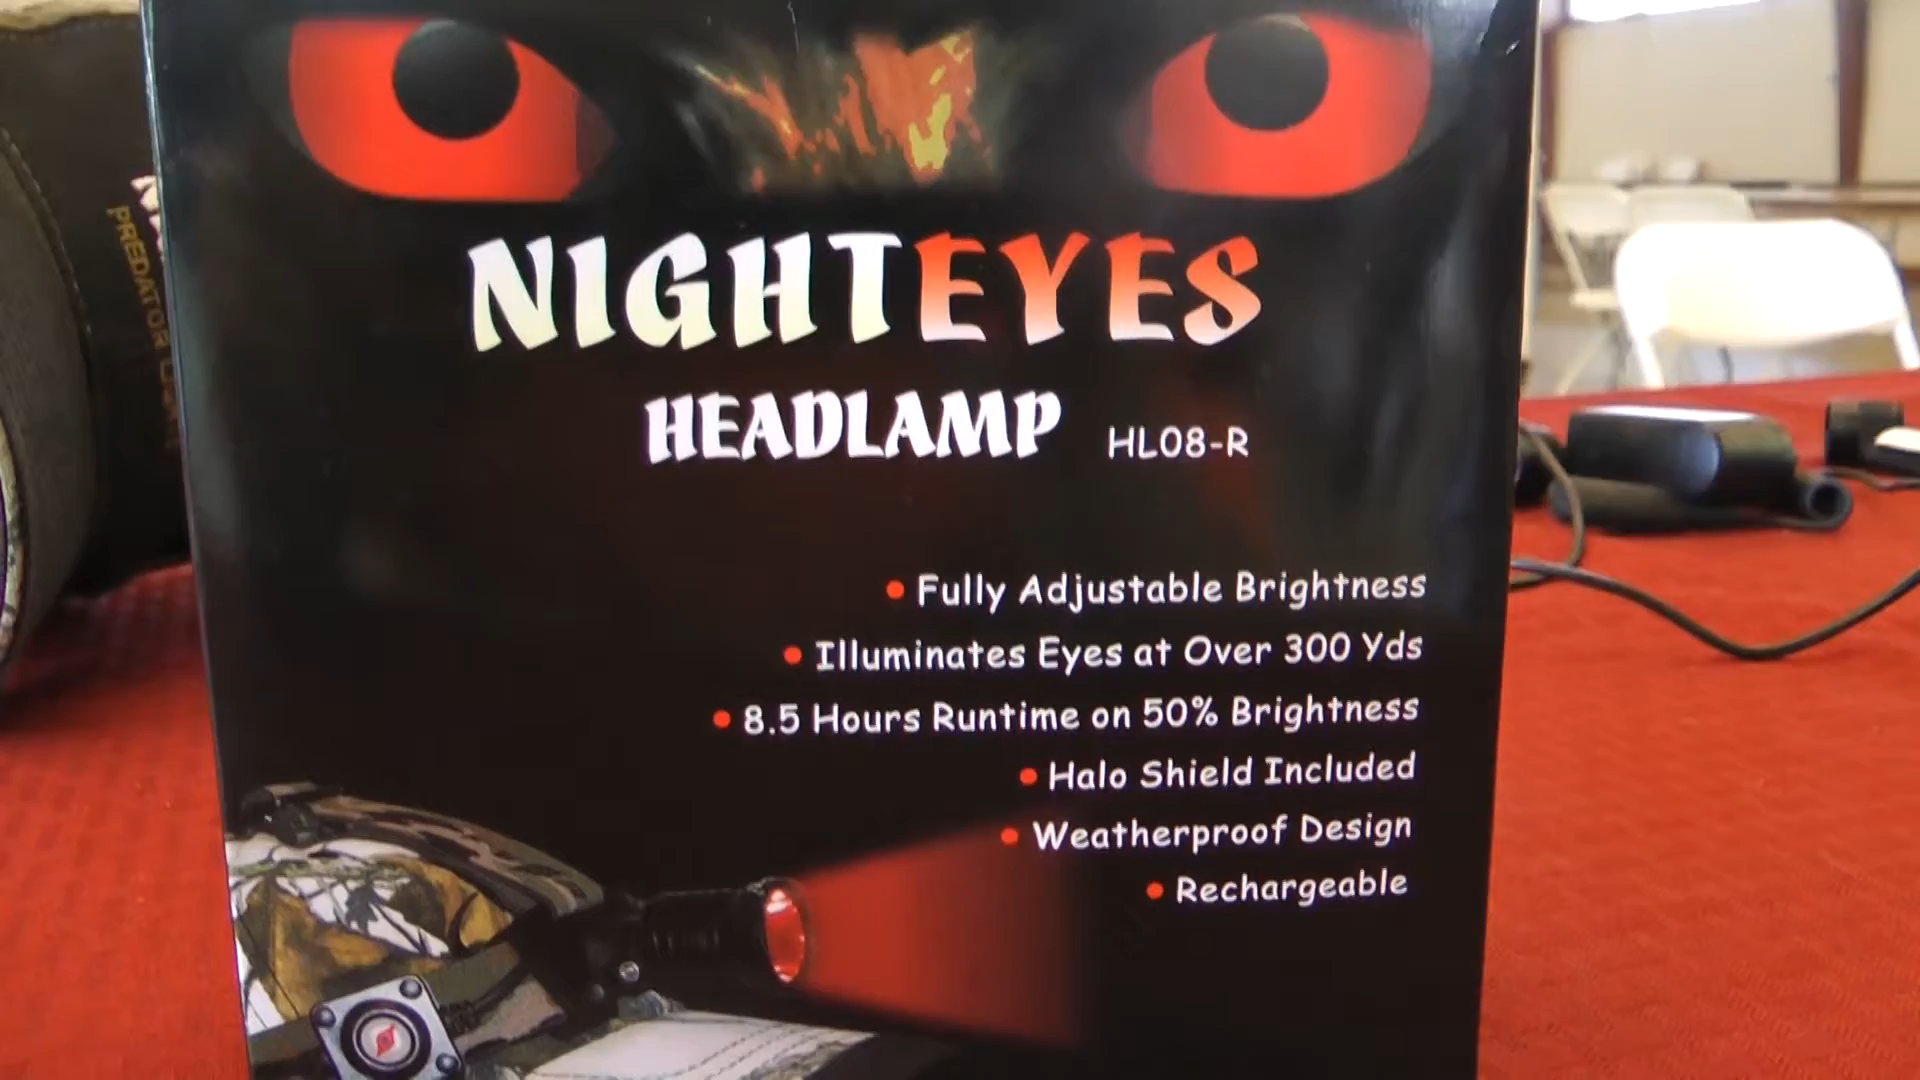 NIGHTEYES
HEADLAMP HL08-R
• Fully Adjustable Brightness
• Illuminates Eyes at Over 300 Yds
• 8.5 Hours Runtime on 50% Brightness
• Halo Shield Included
• Weatherproof Design
• Rechargeable
PREDATOR